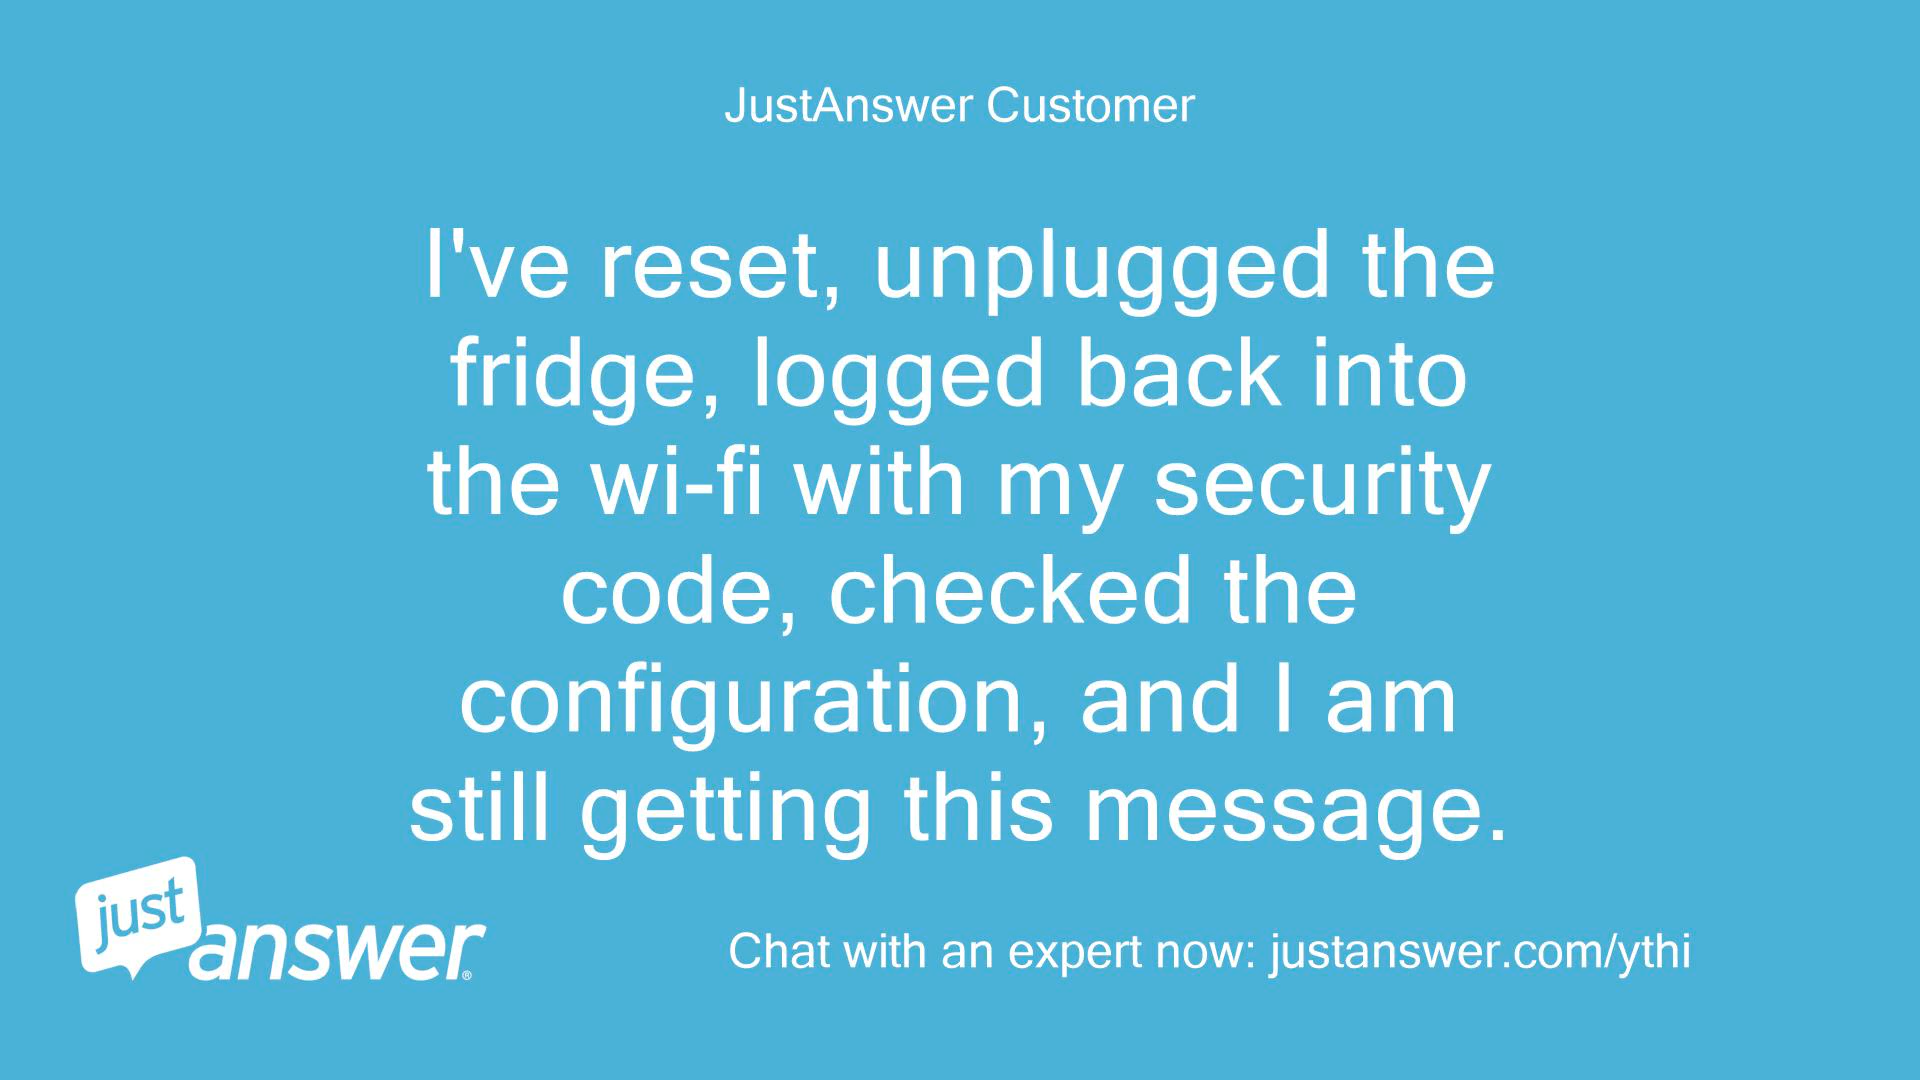 JustAnswer Customer
I've reset, unplugged the
fridge, logged back into
the wi-fi with my security
code, checked the
configuration, and I am
still getting this message.
just
answer®
Chat with an expert now: justanswer.com/ythi